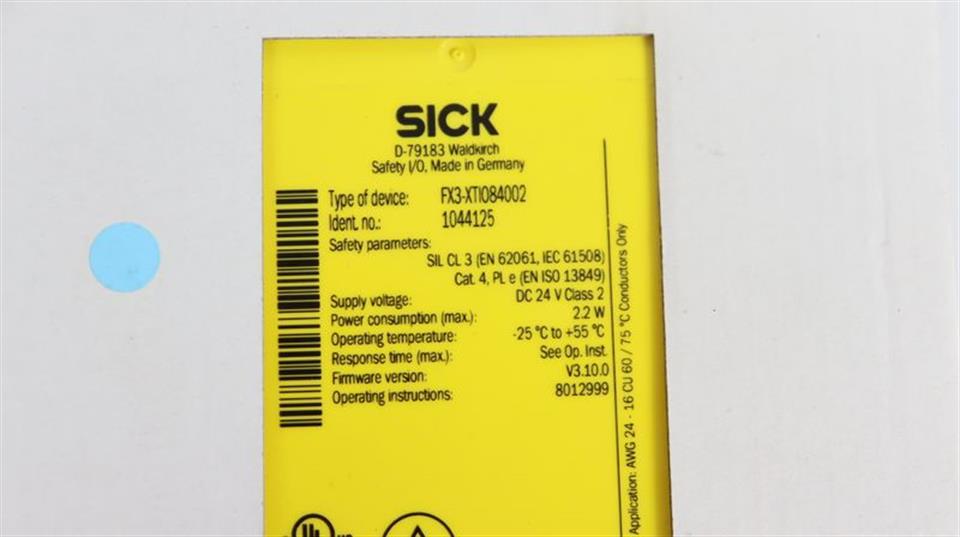 SICK
D-79183 Waldkirch
Safety I/O, Made in Germany
Type of device: FX3-XTIO84002
Ident. no.: 1044125
Safety parameters:
SIL CL 3 (EN 62061, IEC 61508)
Cat. 4, PL e (EN ISO 13849)
Supply voltage: DC 24 V Class 2
Power consumption (max.): 2.2 W
Operating temperature: -25 °C to +55 °C
Response time (max.): See Op. Inst.
Firmware version: V3.10.0
Operating instructions: 8012999
Application: AWG 24 - 16 CU 60 / 75 °C Conductors Only
UL